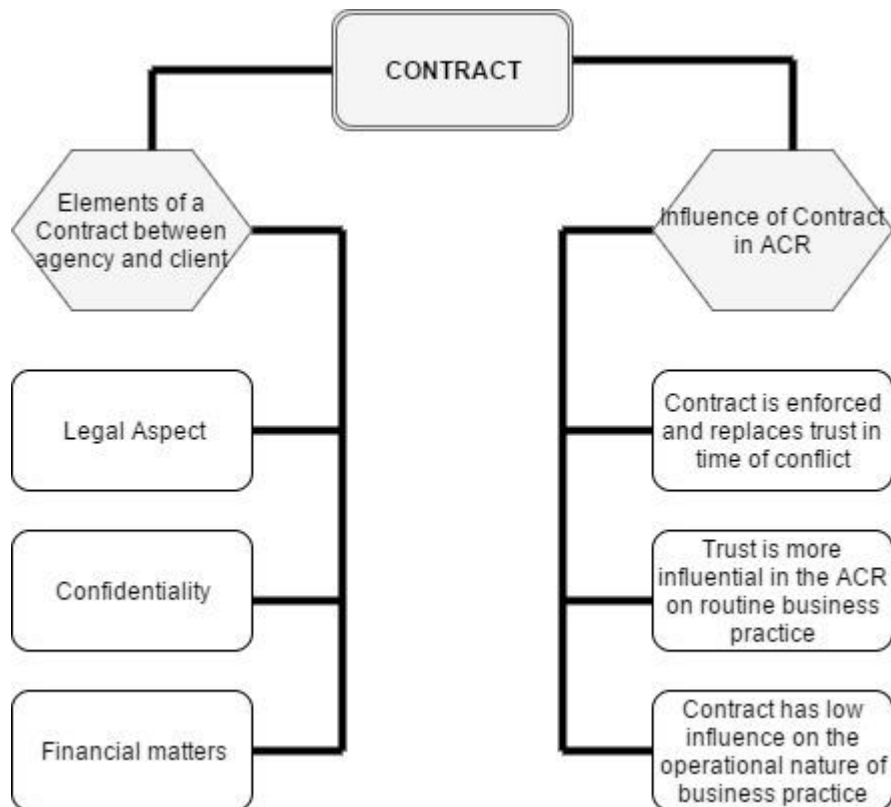 CONTRACT
Elements of a
Contract between
agency and client
Influence of Contract
in ACR
Legal Aspect
Confidentiality
Financial matters
Contract is enforced
and replaces trust in
time of conflict
Trust is more
influential in the ACR
on routine business
practice
Contract has low
influence on the
operational nature of
business practice